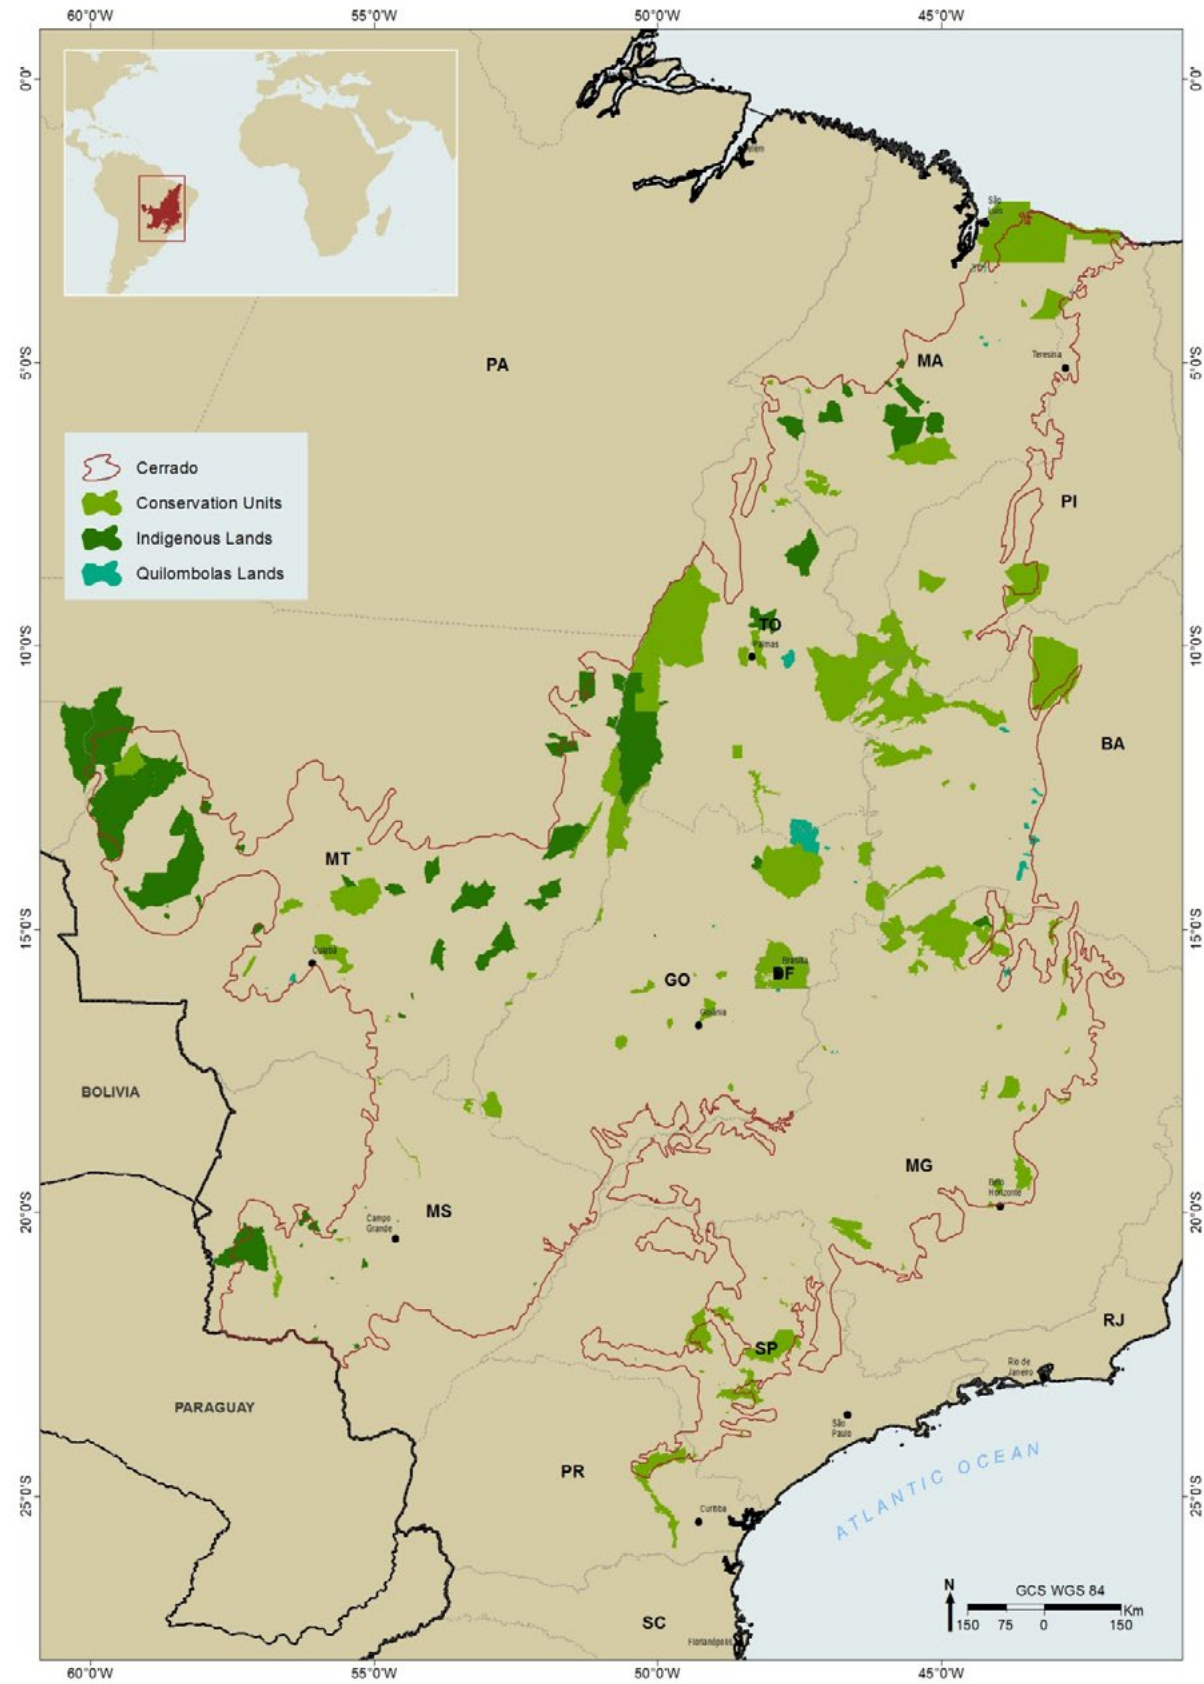 60°0'W 55°0'W 50°0'W 45°0'W
0°0' 0°0'
São
Luis
PA
5°0'S 5°0'S
MA
Teresina
Cerrado
Conservation Units
Indigenous Lands
Quilombolas Lands
PI
TO
Palmas
10°0'S 10°0'S
BA
MT
15°0'S 15°0'S
Cuiabá
GO
Brasília
DF
Goiania
BOLIVIA
MG
Belo
Horizonte
MS
Campo
Grande
20°0'S 20°0'S
RJ
SP
Rio de
Janeiro
PARAGUAY
São
Paulo
PR
ATLANTIC OCEAN
25°0'S 25°0'S
Curitiba
N
GCS WGS 84
Km
150 75 0 150
SC
Florianópolis
60°0'W 55°0'W 50°0'W 45°0'W